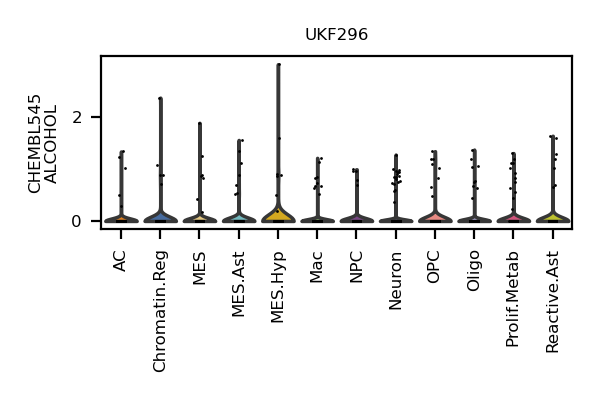 UKF296
CHEMBL545
ALCOHOL
2
0
AC
Chromatin.Reg
MES
MES.Ast
MES.Hyp
Mac
NPC
Neuron
OPC
Oligo
Prolif.Metab
Reactive.Ast